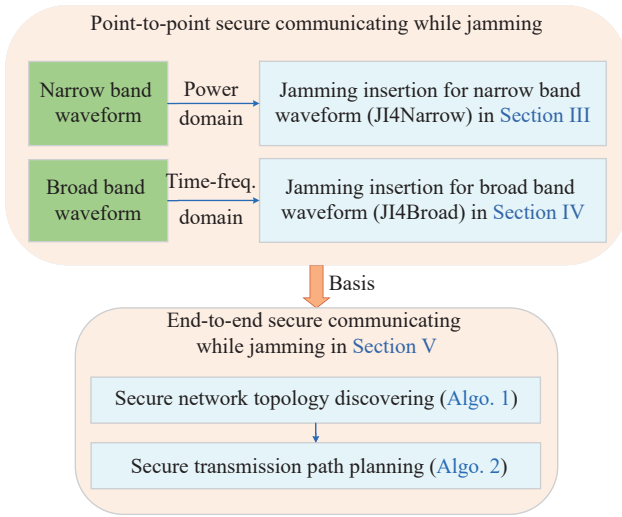 Point-to-point secure communicating while jamming
Narrow band
waveform
Power
domain
Jamming insertion for narrow band
waveform (JI4Narrow) in Section III
Broad band
waveform
Time-freq.
domain
Jamming insertion for broad band
waveform (JI4Broad) in Section IV
Basis
End-to-end secure communicating
while jamming in Section V
Secure network topology discovering (Algo. 1)
Secure transmission path planning (Algo. 2)